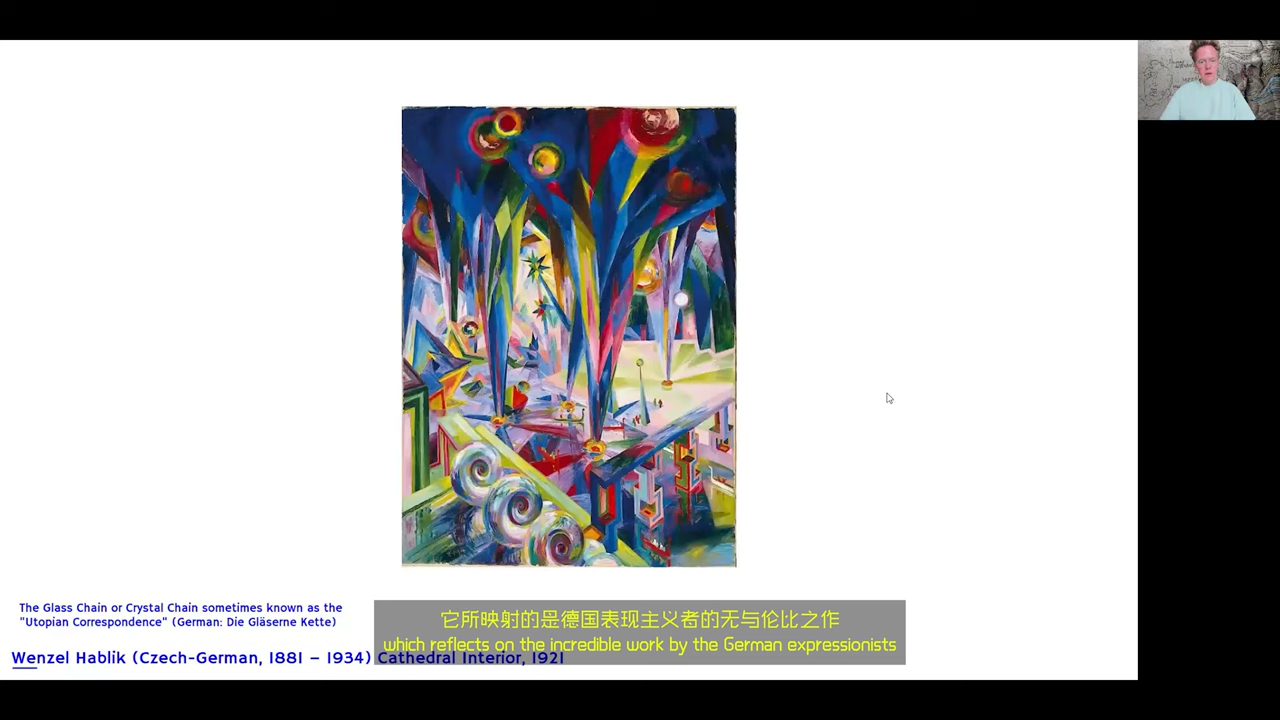 The Glass Chain or Crystal Chain sometimes known as the
"Utopian Correspondence" (German: Die Gläserne Kette)
它所映射的是德国表现主义者的无与伦比之作
which reflects on the incredible work by the German expressionists
Wenzel Hablik (Czech-German, 1881 – 1934) Cathedral Interior, 1921